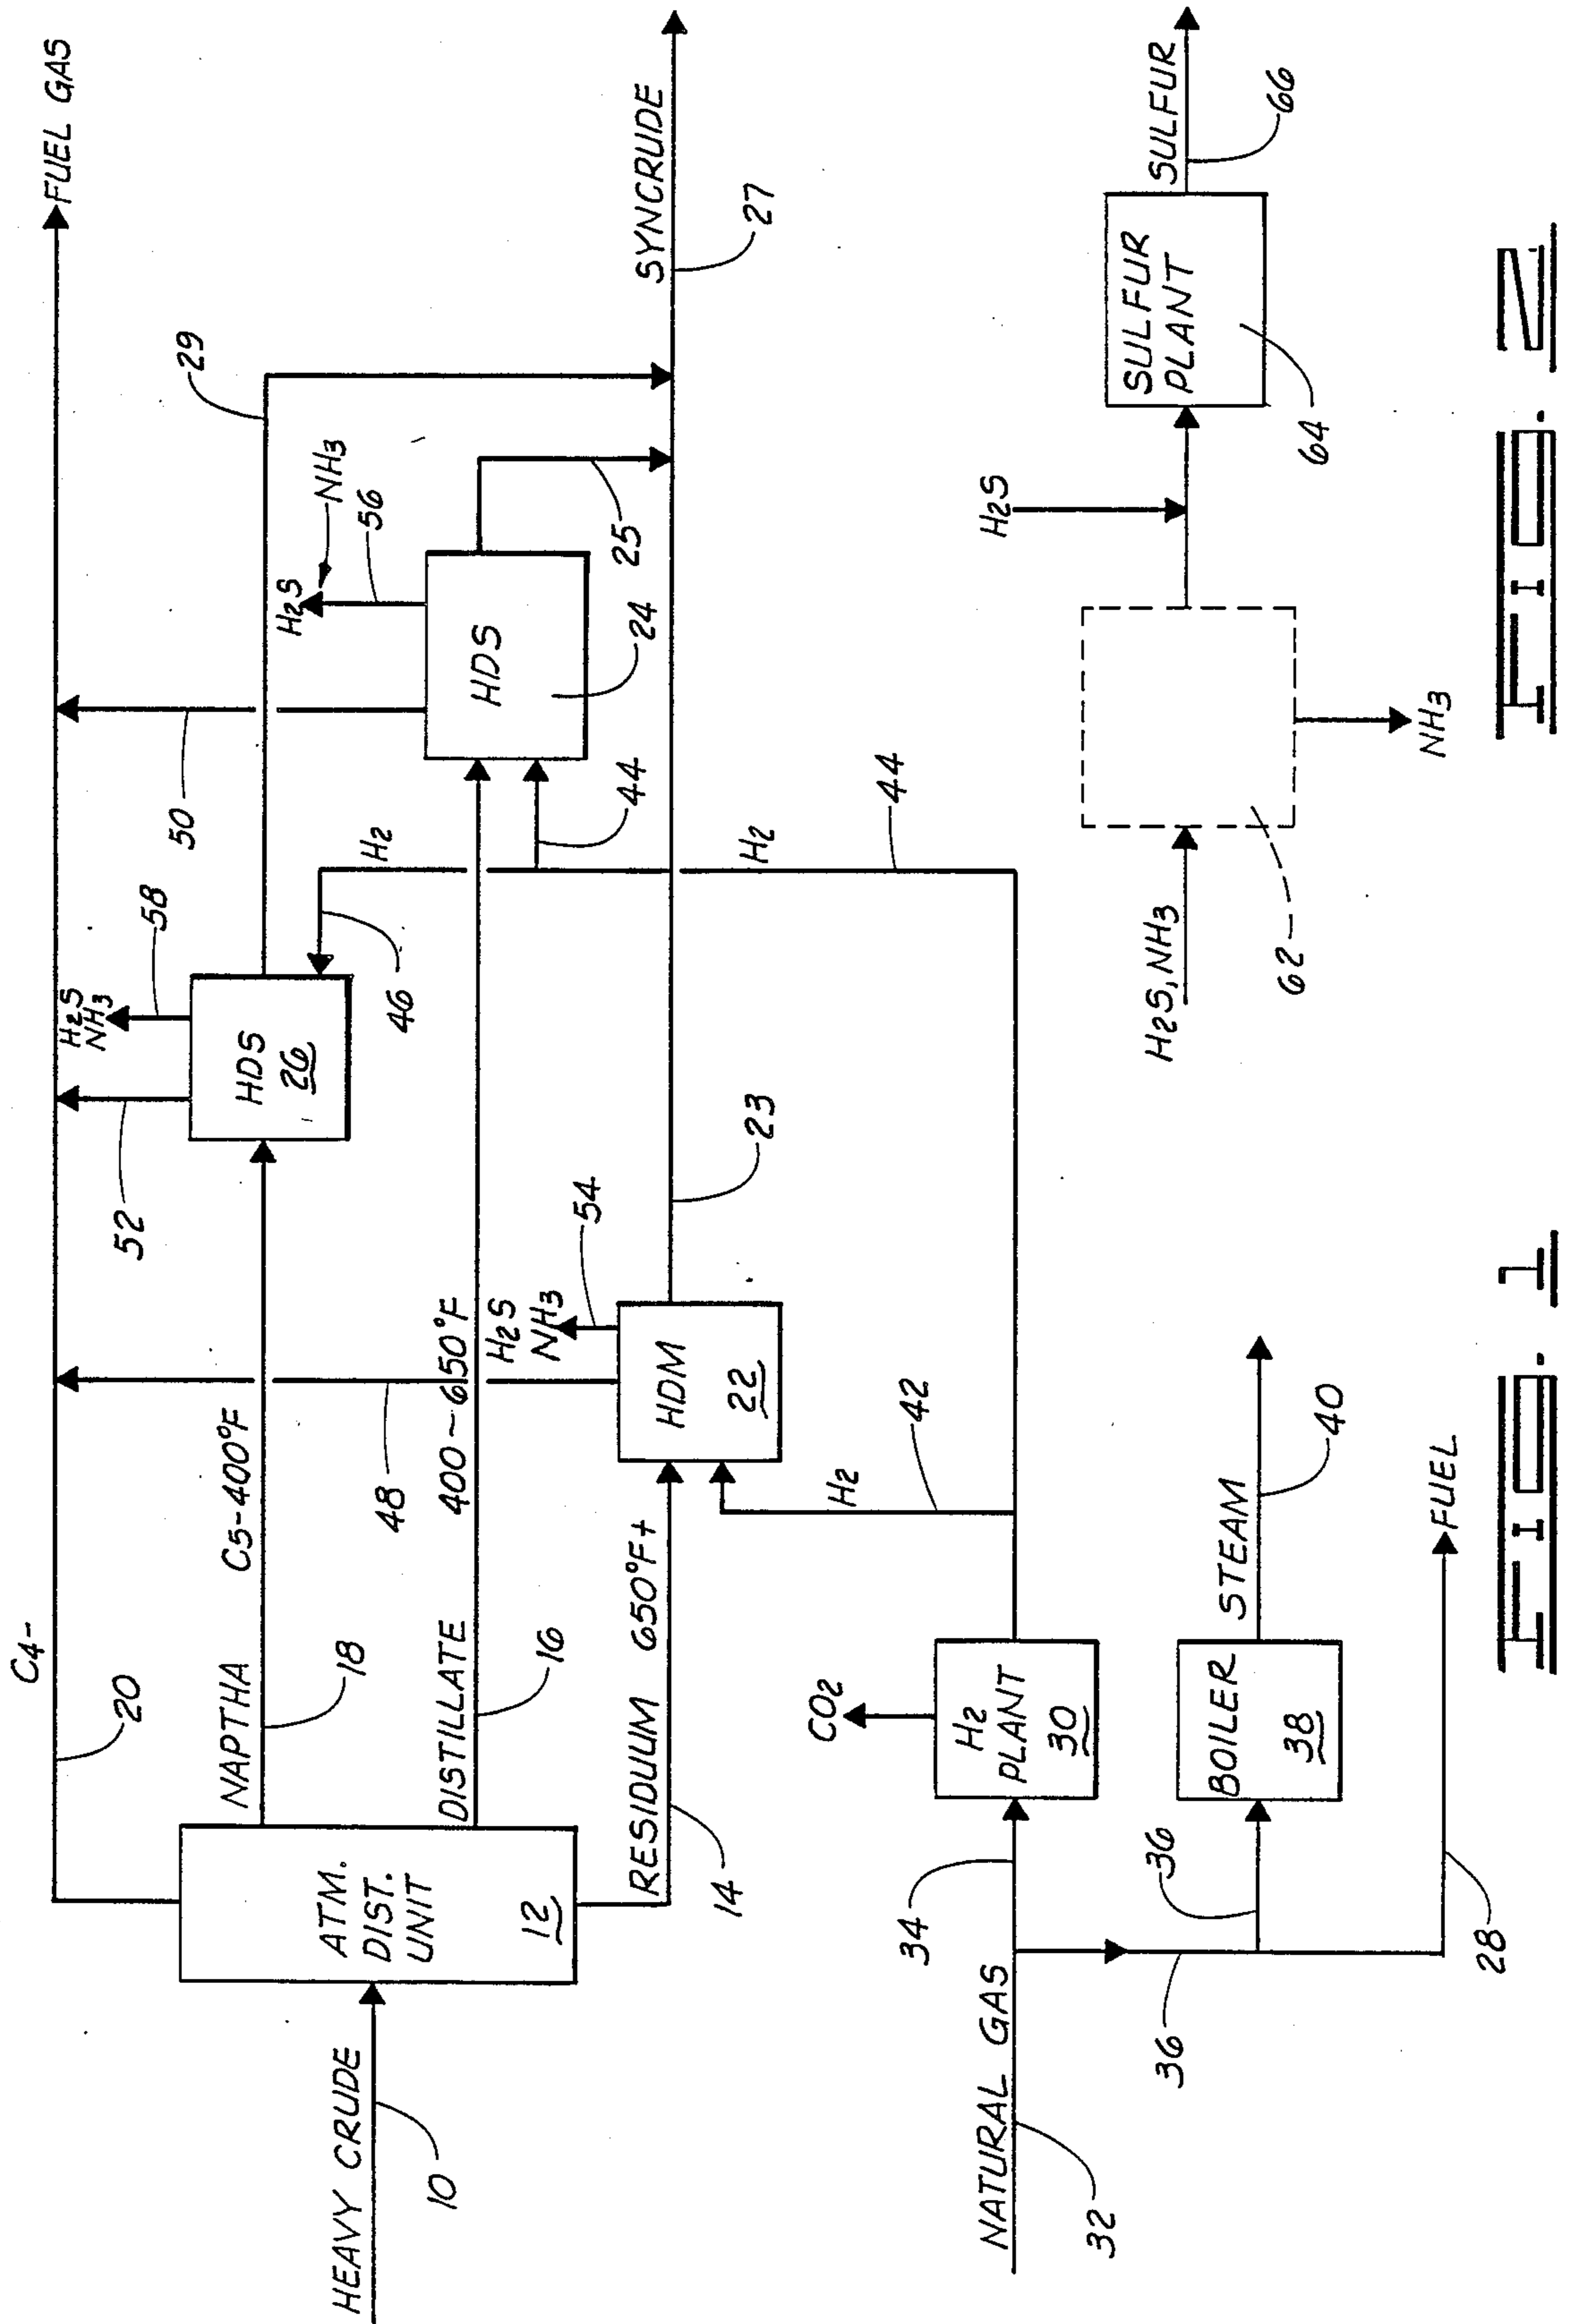 C4-
20
FUEL GAS
HEAVY CRUDE
10
ATM.
DIST.
UNIT
12
NAPTHA C5-400°F
18
DISTILLATE 400-650°F
16
RESIDUUM 650°F+
14
48
52
H2S
NH3
58
HDS
26
46
H2
50
29
H2S
NH3
56
HDS
24
44
25
H2S
NH3
54
HDM
22
23
SYNCRUDE
27
H2
42
H2
44
NATURAL GAS
32
34
CO2
H2
PLANT
30
36
36
BOILER
38
STEAM
40
28
FUEL
FIG. 1
H2S, NH3
62
NH3
H2S
SULFUR
PLANT
64
SULFUR
66
FIG. 2